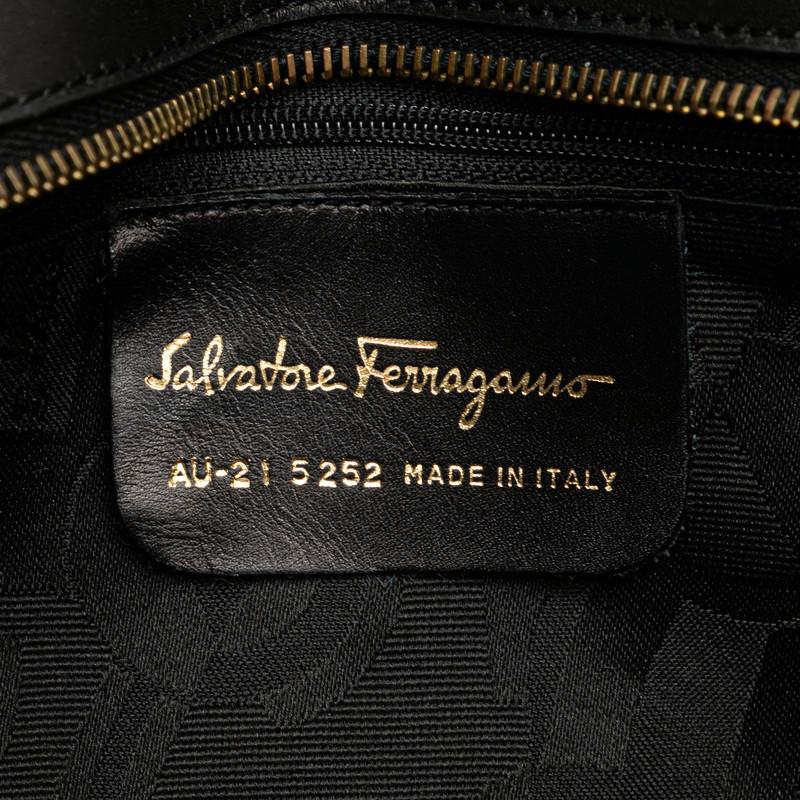 Salvatore Ferragamo
AU-21 5252 MADE IN ITALY